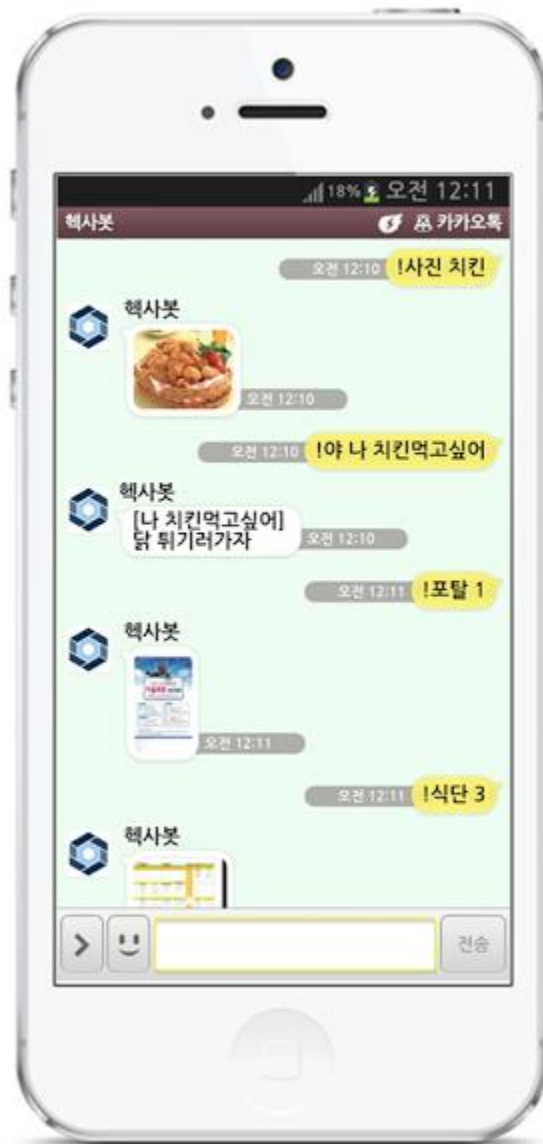 18% 오전 12:11
헥사봇 카카오톡
오전 12:10 !사진 치킨
헥사봇
오전 12:10
오전 12:10 !야 나 치킨먹고싶어
헥사봇
[나 치킨먹고싶어]
닭 튀기러가자
오전 12:10
오전 12:11 !포탈 1
헥사봇
오전 12:11
오전 12:11 !식단 3
헥사봇
전송